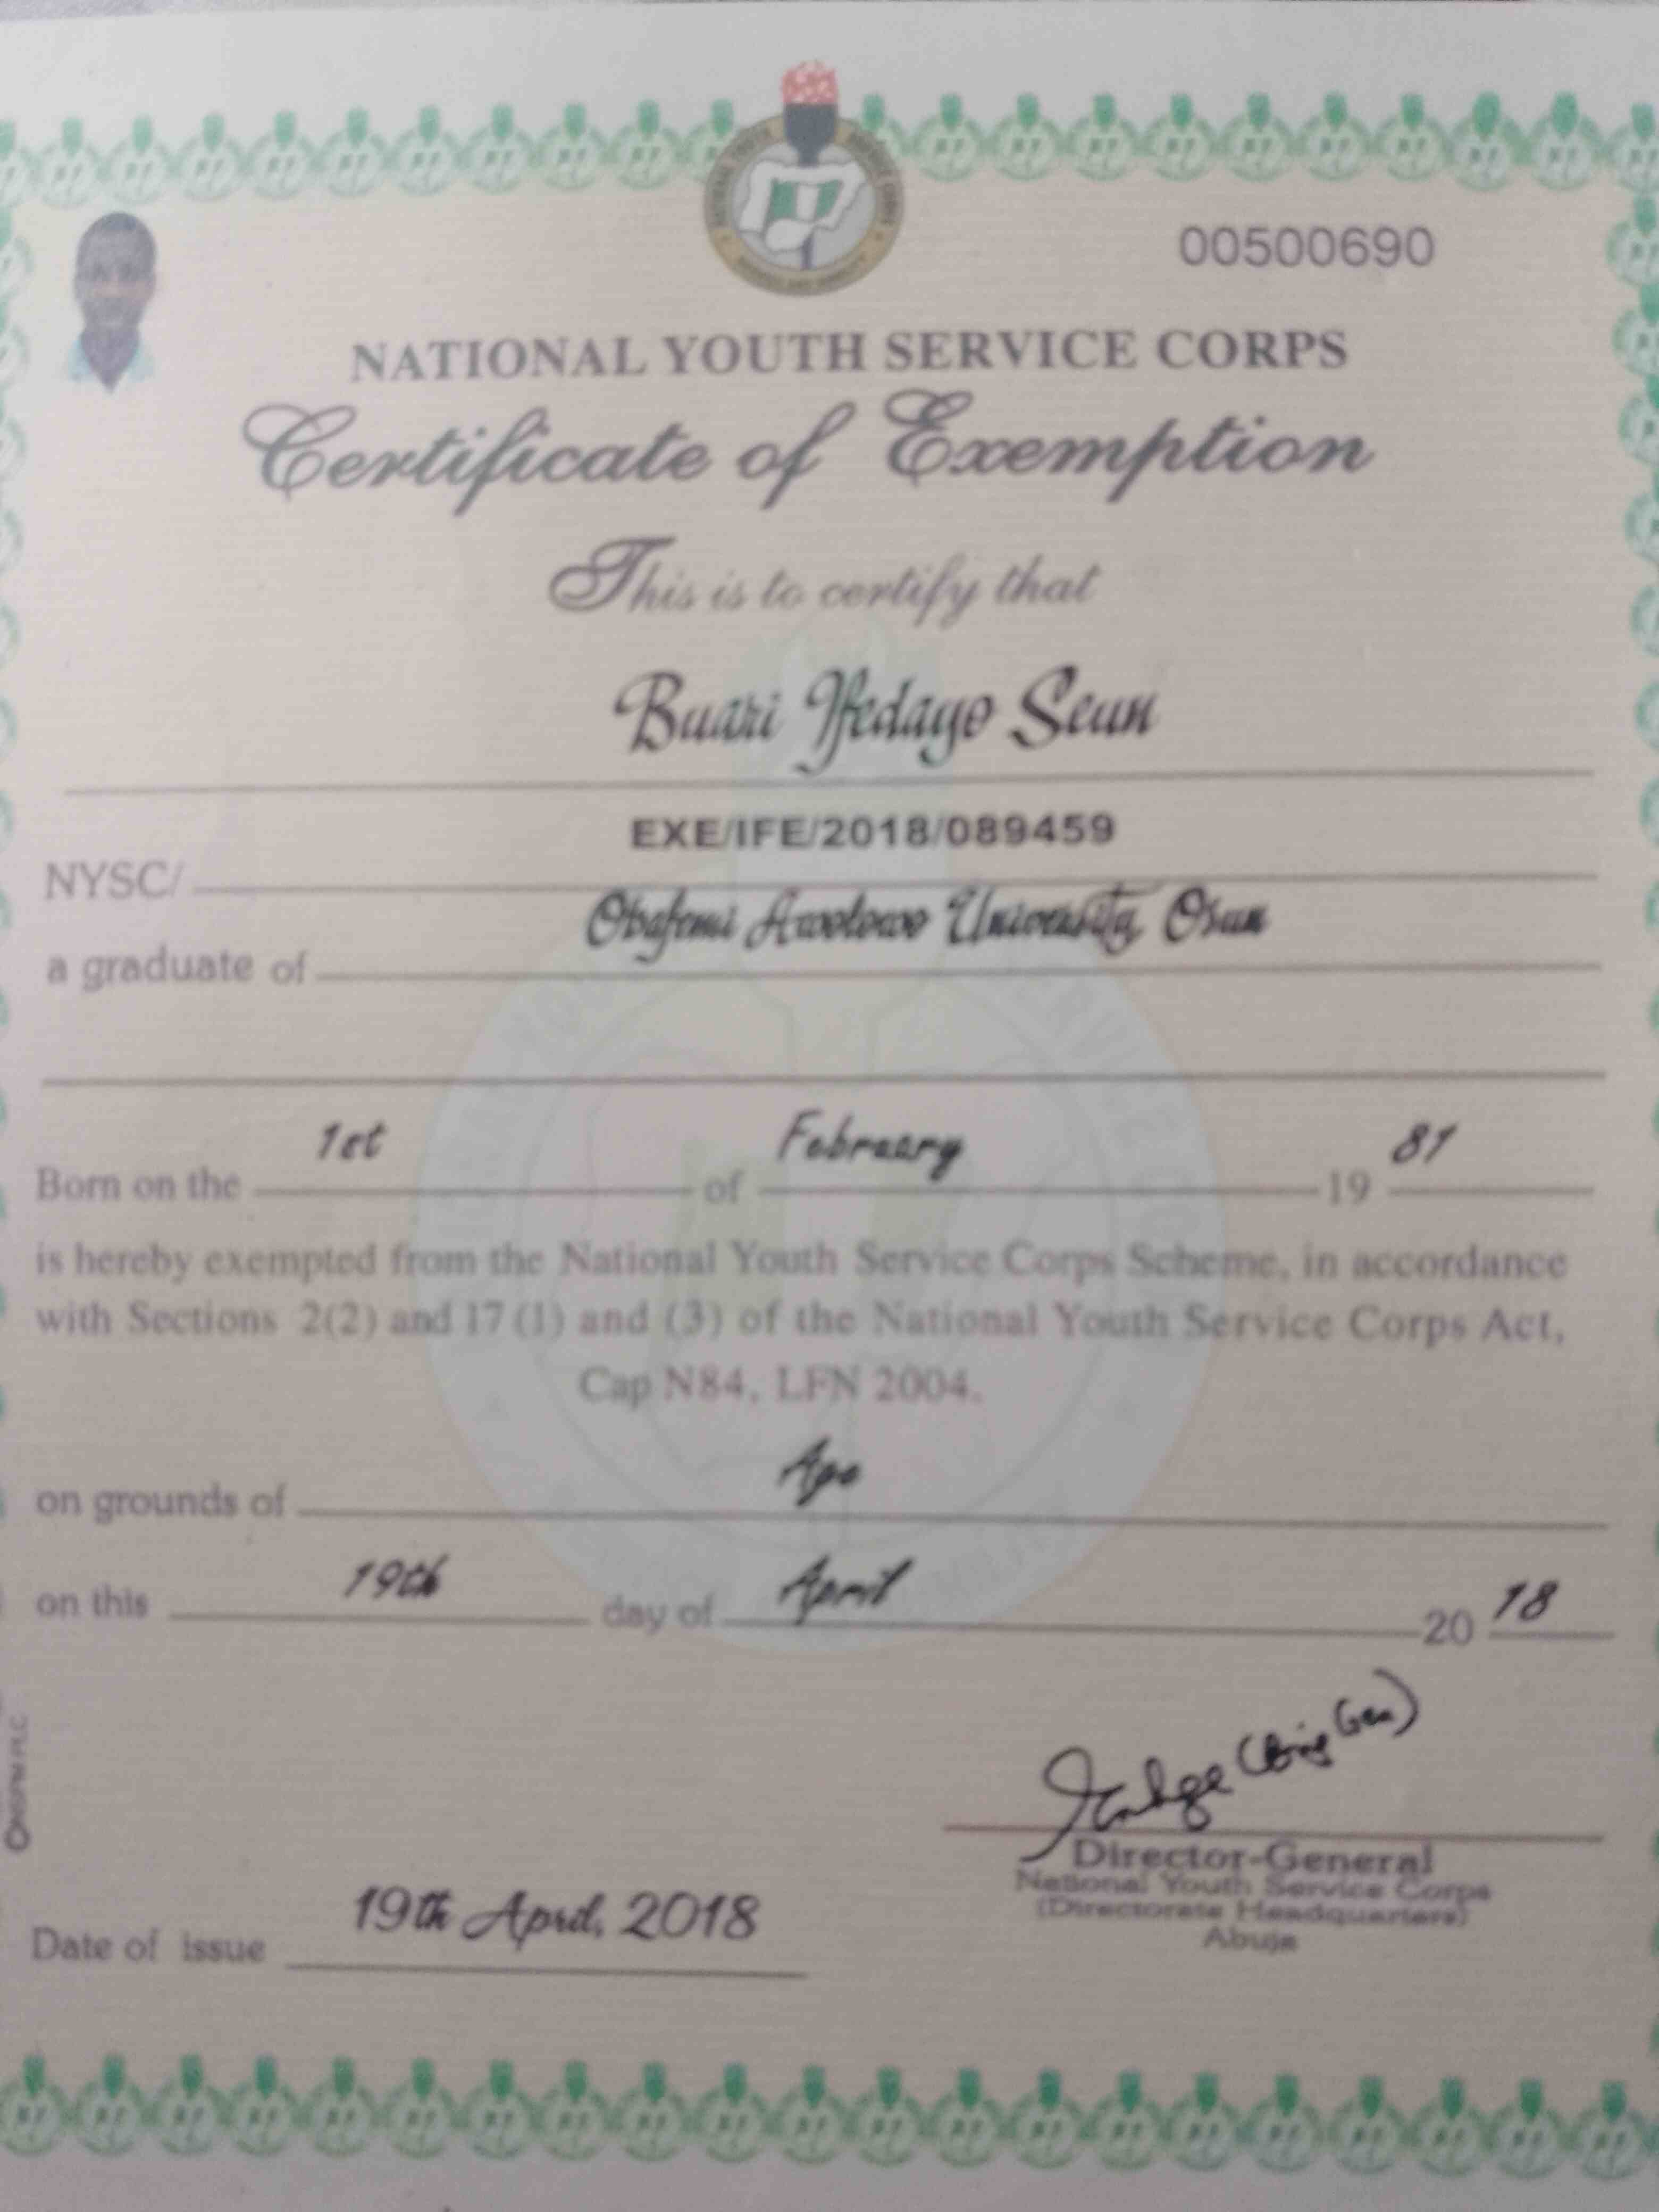 00500690
NATIONAL YOUTH SERVICE CORPS
Certificate of Exemption
This is to certify that
Buari Ifedayo Seun
EXE/IFE/2018/089459
NYSC/
Obafemi Awolowo University, Osun
a graduate of
1st February 81
Born on the of 19
is hereby exempted from the National Youth Service Corps Scheme, in accordance
with Sections 2(2) and 17 (1) and (3) of the National Youth Service Corps Act,
Cap N84, LFN 2004.
Age
on grounds of
19th April 18
on this day of 20
(Brig Gen)
Director-General
National Youth Service Corps
(Directorate Headquarters)
Abuja
19th April, 2018
Date of issue